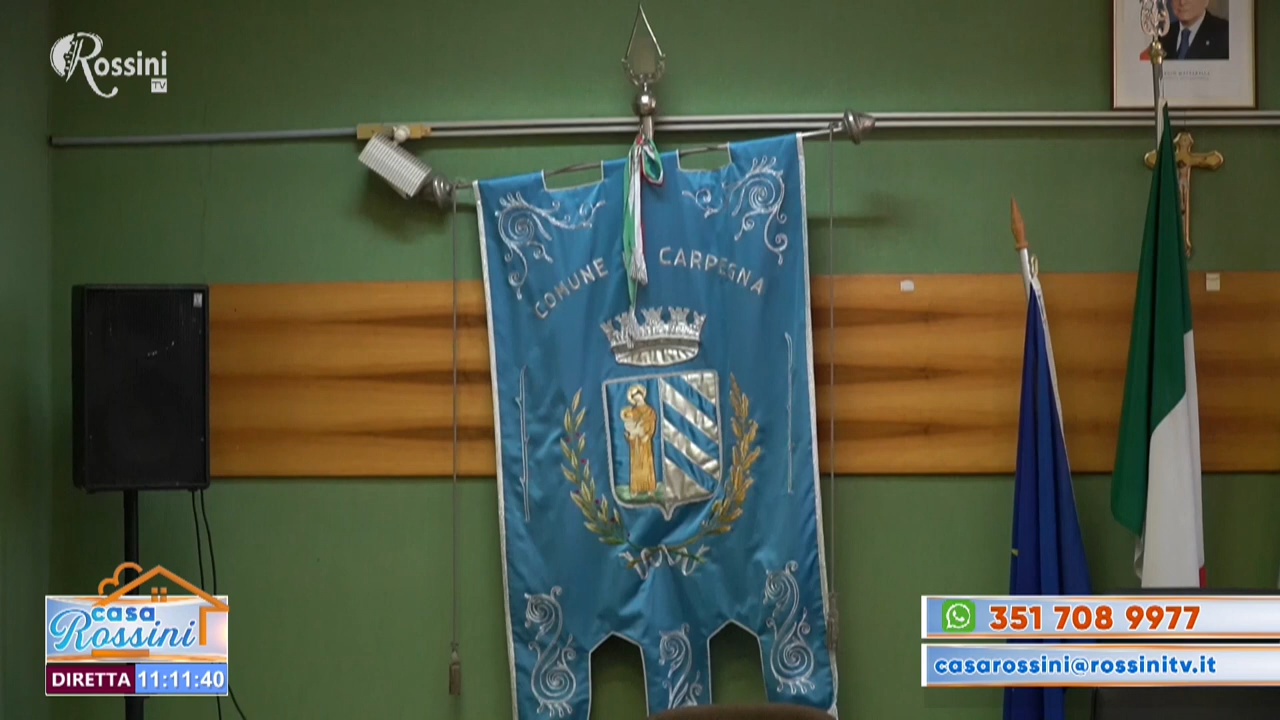 Rossini
TV
COMUNE CARPEGNA
casa
Rossini
DIRETTA 11:11:40
351 708 9977
casarossini@rossinitv.it